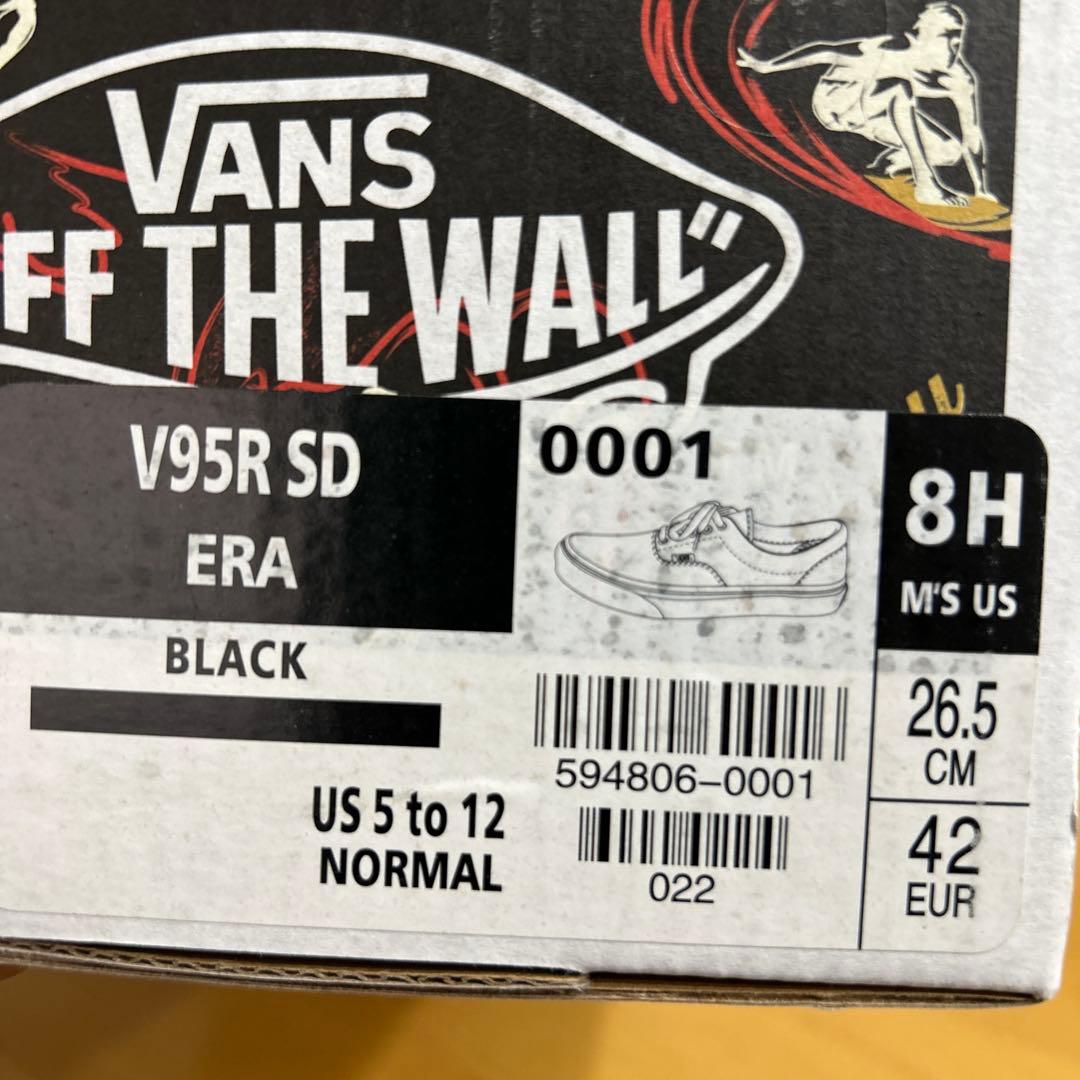 VANS
FF THE WALL"
V95R SD
ERA
BLACK
US 5 to 12
NORMAL
0001
594806-0001
022
8H
M'S US
26.5
CM
42
EUR